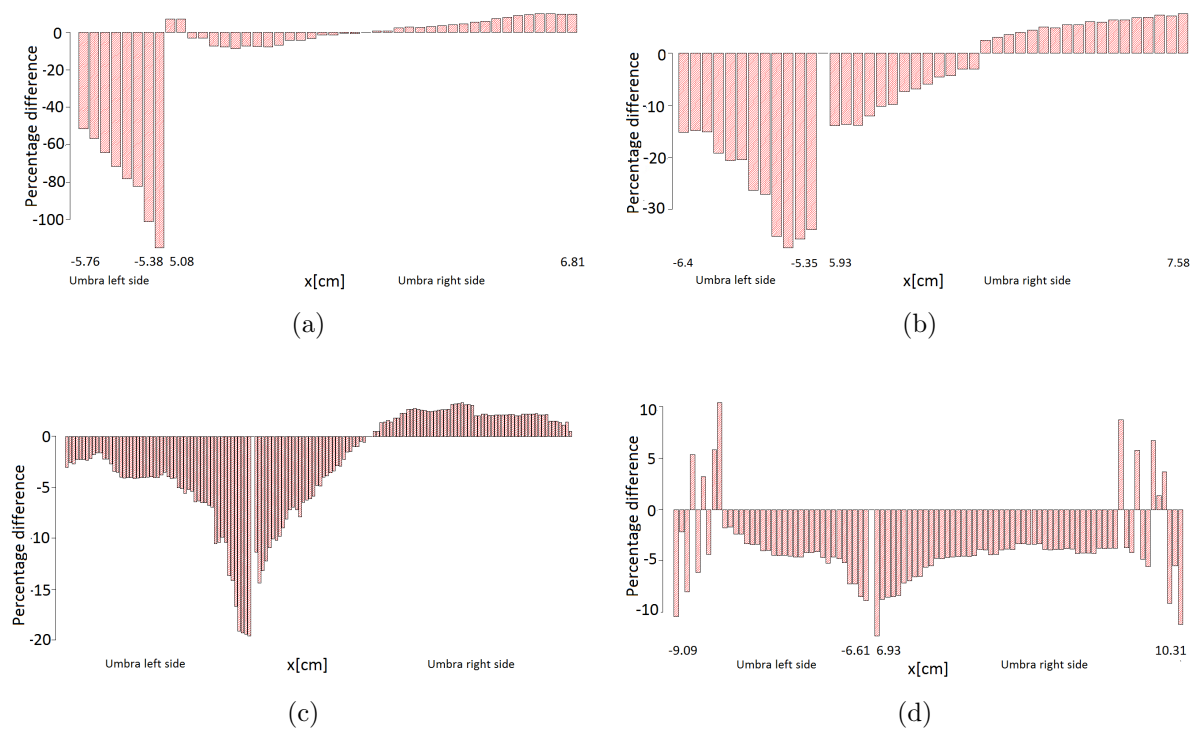 Percentage difference
0
-20
-40
-60
-80
-100
-5.76 -5.38 5.08 6.81
Umbra left side x[cm] Umbra right side
(a)
Percentage difference
0
-10
-20
-30
-6.4 -5.35 5.93 7.58
Umbra left side x[cm] Umbra right side
(b)
Percentage difference
0
-5
-10
-15
-20
Umbra left side x[cm] Umbra right side
(c)
Percentage difference
10
5
0
-5
-10
-9.09 -6.61 6.93 10.31
Umbra left side x[cm] Umbra right side
(d)